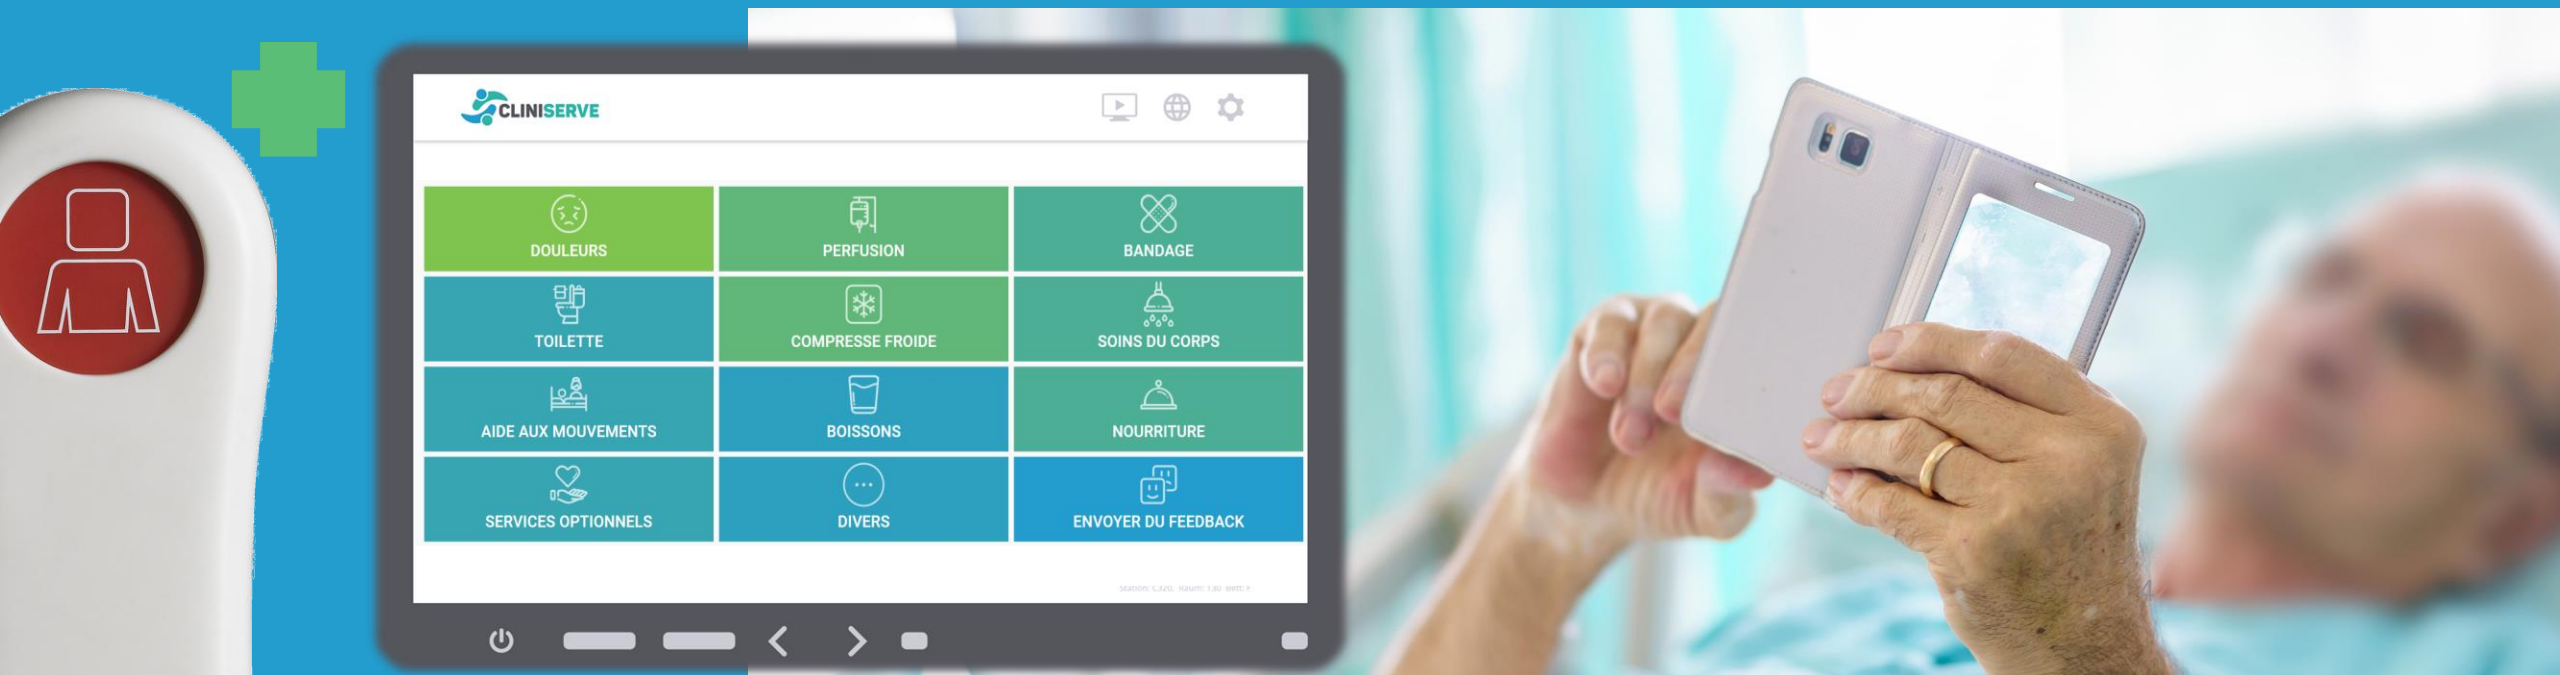 CLINISERVE
DOULEURS
PERFUSION
BANDAGE
TOILETTE
COMPRESSE FROIDE
SOINS DU CORPS
AIDE AUX MOUVEMENTS
BOISSONS
NOURRITURE
SERVICES OPTIONNELS
DIVERS
ENVOYER DU FEEDBACK
4